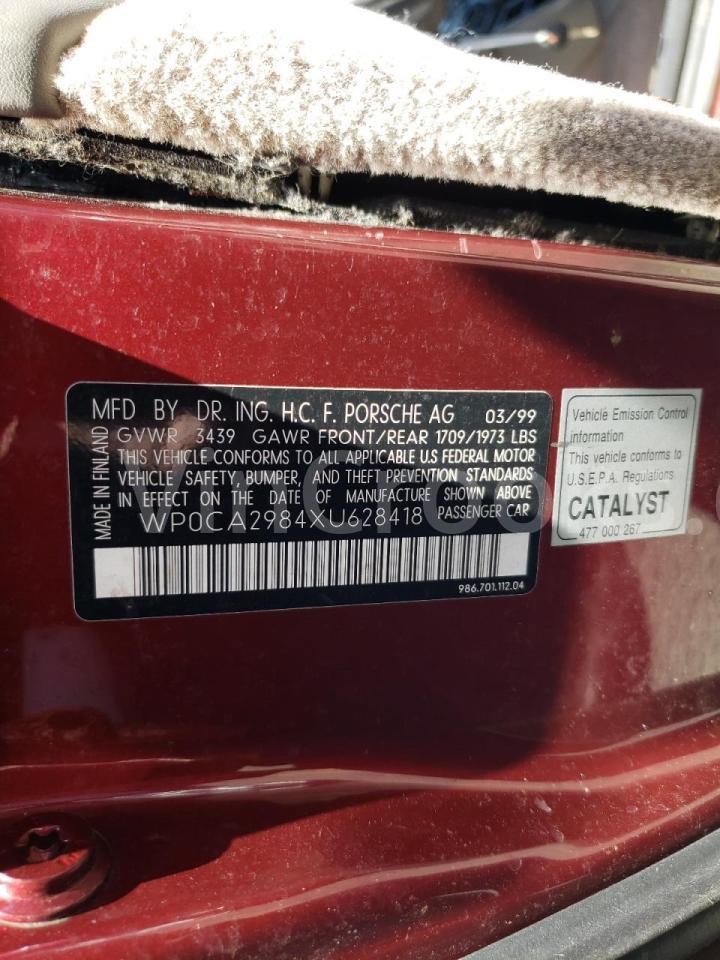 MFD BY DR. ING. H.C. F. PORSCHE AG 03/99
GVWR 3439 GAWR FRONT/REAR 1709/1973 LBS
THIS VEHICLE CONFORMS TO ALL APPLICABLE U.S FEDERAL MOTOR
VEHICLE SAFETY, BUMPER, AND THEFT PREVENTION STANDARDS
IN EFFECT ON THE DATE OF MANUFACTURE SHOWN ABOVE
WP0CA2984XU628418 PASSENGER CAR
MADE IN FINLAND
986.701.112.04
Vehicle Emission Control
information
This vehicle conforms to
U.S.E.P.A. Regulations
CATALYST
477 000 267